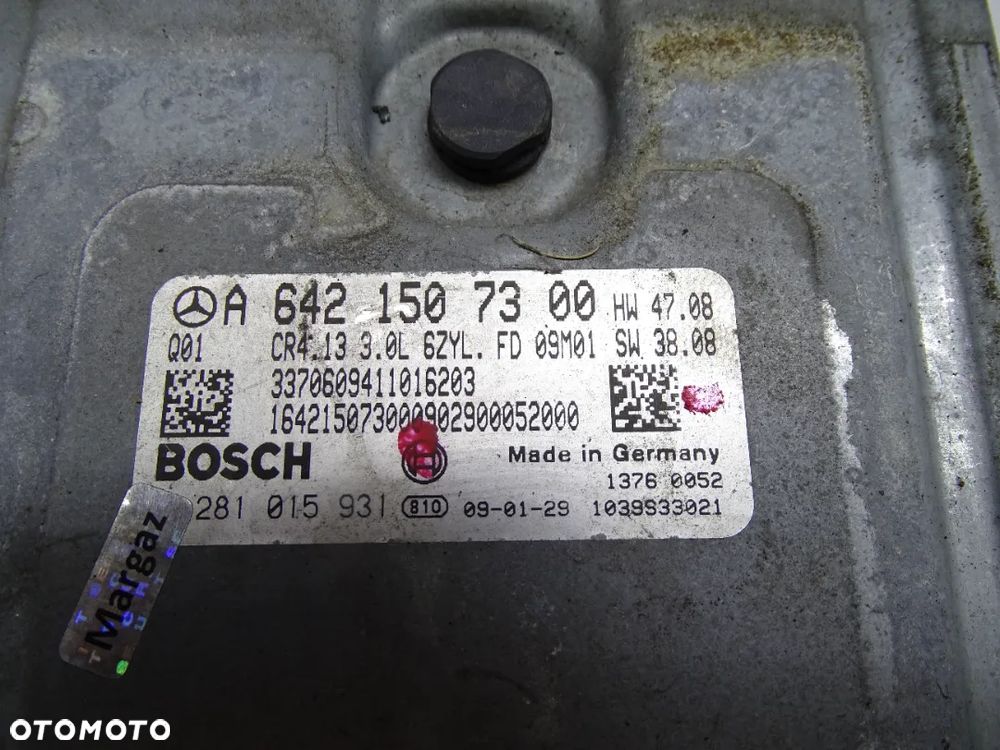 A 642 150 73 00 HW 47.08
Q01 CR4.13 3.0L 6ZYL. FD 09M01 SW 38.08
3370609411016203
164215073000902900052000
BOSCH Made in Germany
1376 0052
281 015 931 810 09-01-29 1039S33021
Margaz
OTOMOTO